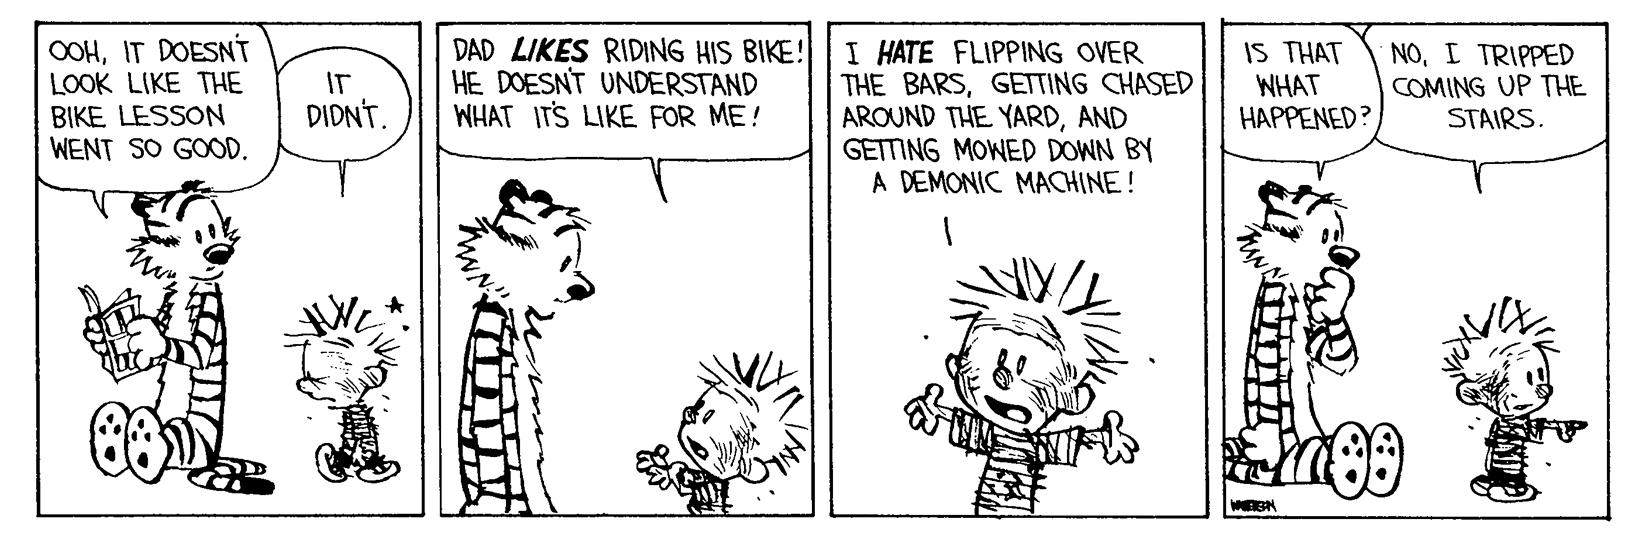 OOH, IT DOESN'T
LOOK LIKE THE
BIKE LESSON
WENT SO GOOD.
IT
DIDN'T.
DAD LIKES RIDING HIS BIKE!
HE DOESN'T UNDERSTAND
WHAT IT'S LIKE FOR ME!
I HATE FLIPPING OVER
THE BARS, GETTING CHASED
AROUND THE YARD, AND
GETTING MOWED DOWN BY
A DEMONIC MACHINE!
IS THAT
WHAT
HAPPENED?
NO, I TRIPPED
COMING UP THE
STAIRS.
WATTERSON